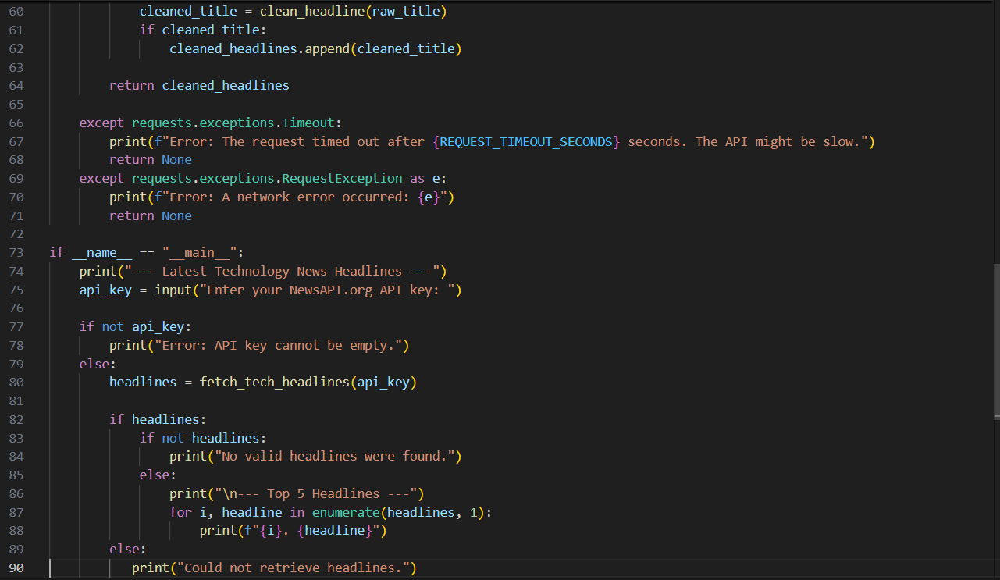 60 cleaned_title = clean_headline(raw_title)
61 if cleaned_title:
62 cleaned_headlines.append(cleaned_title)
63
64 return cleaned_headlines
65
66 except requests.exceptions.Timeout:
67 print(f"Error: The request timed out after {REQUEST_TIMEOUT_SECONDS} seconds. The API might be slow.")
68 return None
69 except requests.exceptions.RequestException as e:
70 print(f"Error: A network error occurred: {e}")
71 return None
72
73 if __name__ == "__main__":
74 print("--- Latest Technology News Headlines ---")
75 api_key = input("Enter your NewsAPI.org API key: ")
76
77 if not api_key:
78 print("Error: API key cannot be empty.")
79 else:
80 headlines = fetch_tech_headlines(api_key)
81
82 if headlines:
83 if not headlines:
84 print("No valid headlines were found.")
85 else:
86 print("\n--- Top 5 Headlines ---")
87 for i, headline in enumerate(headlines, 1):
88 print(f"{i}. {headline}")
89 else:
90 print("Could not retrieve headlines.")